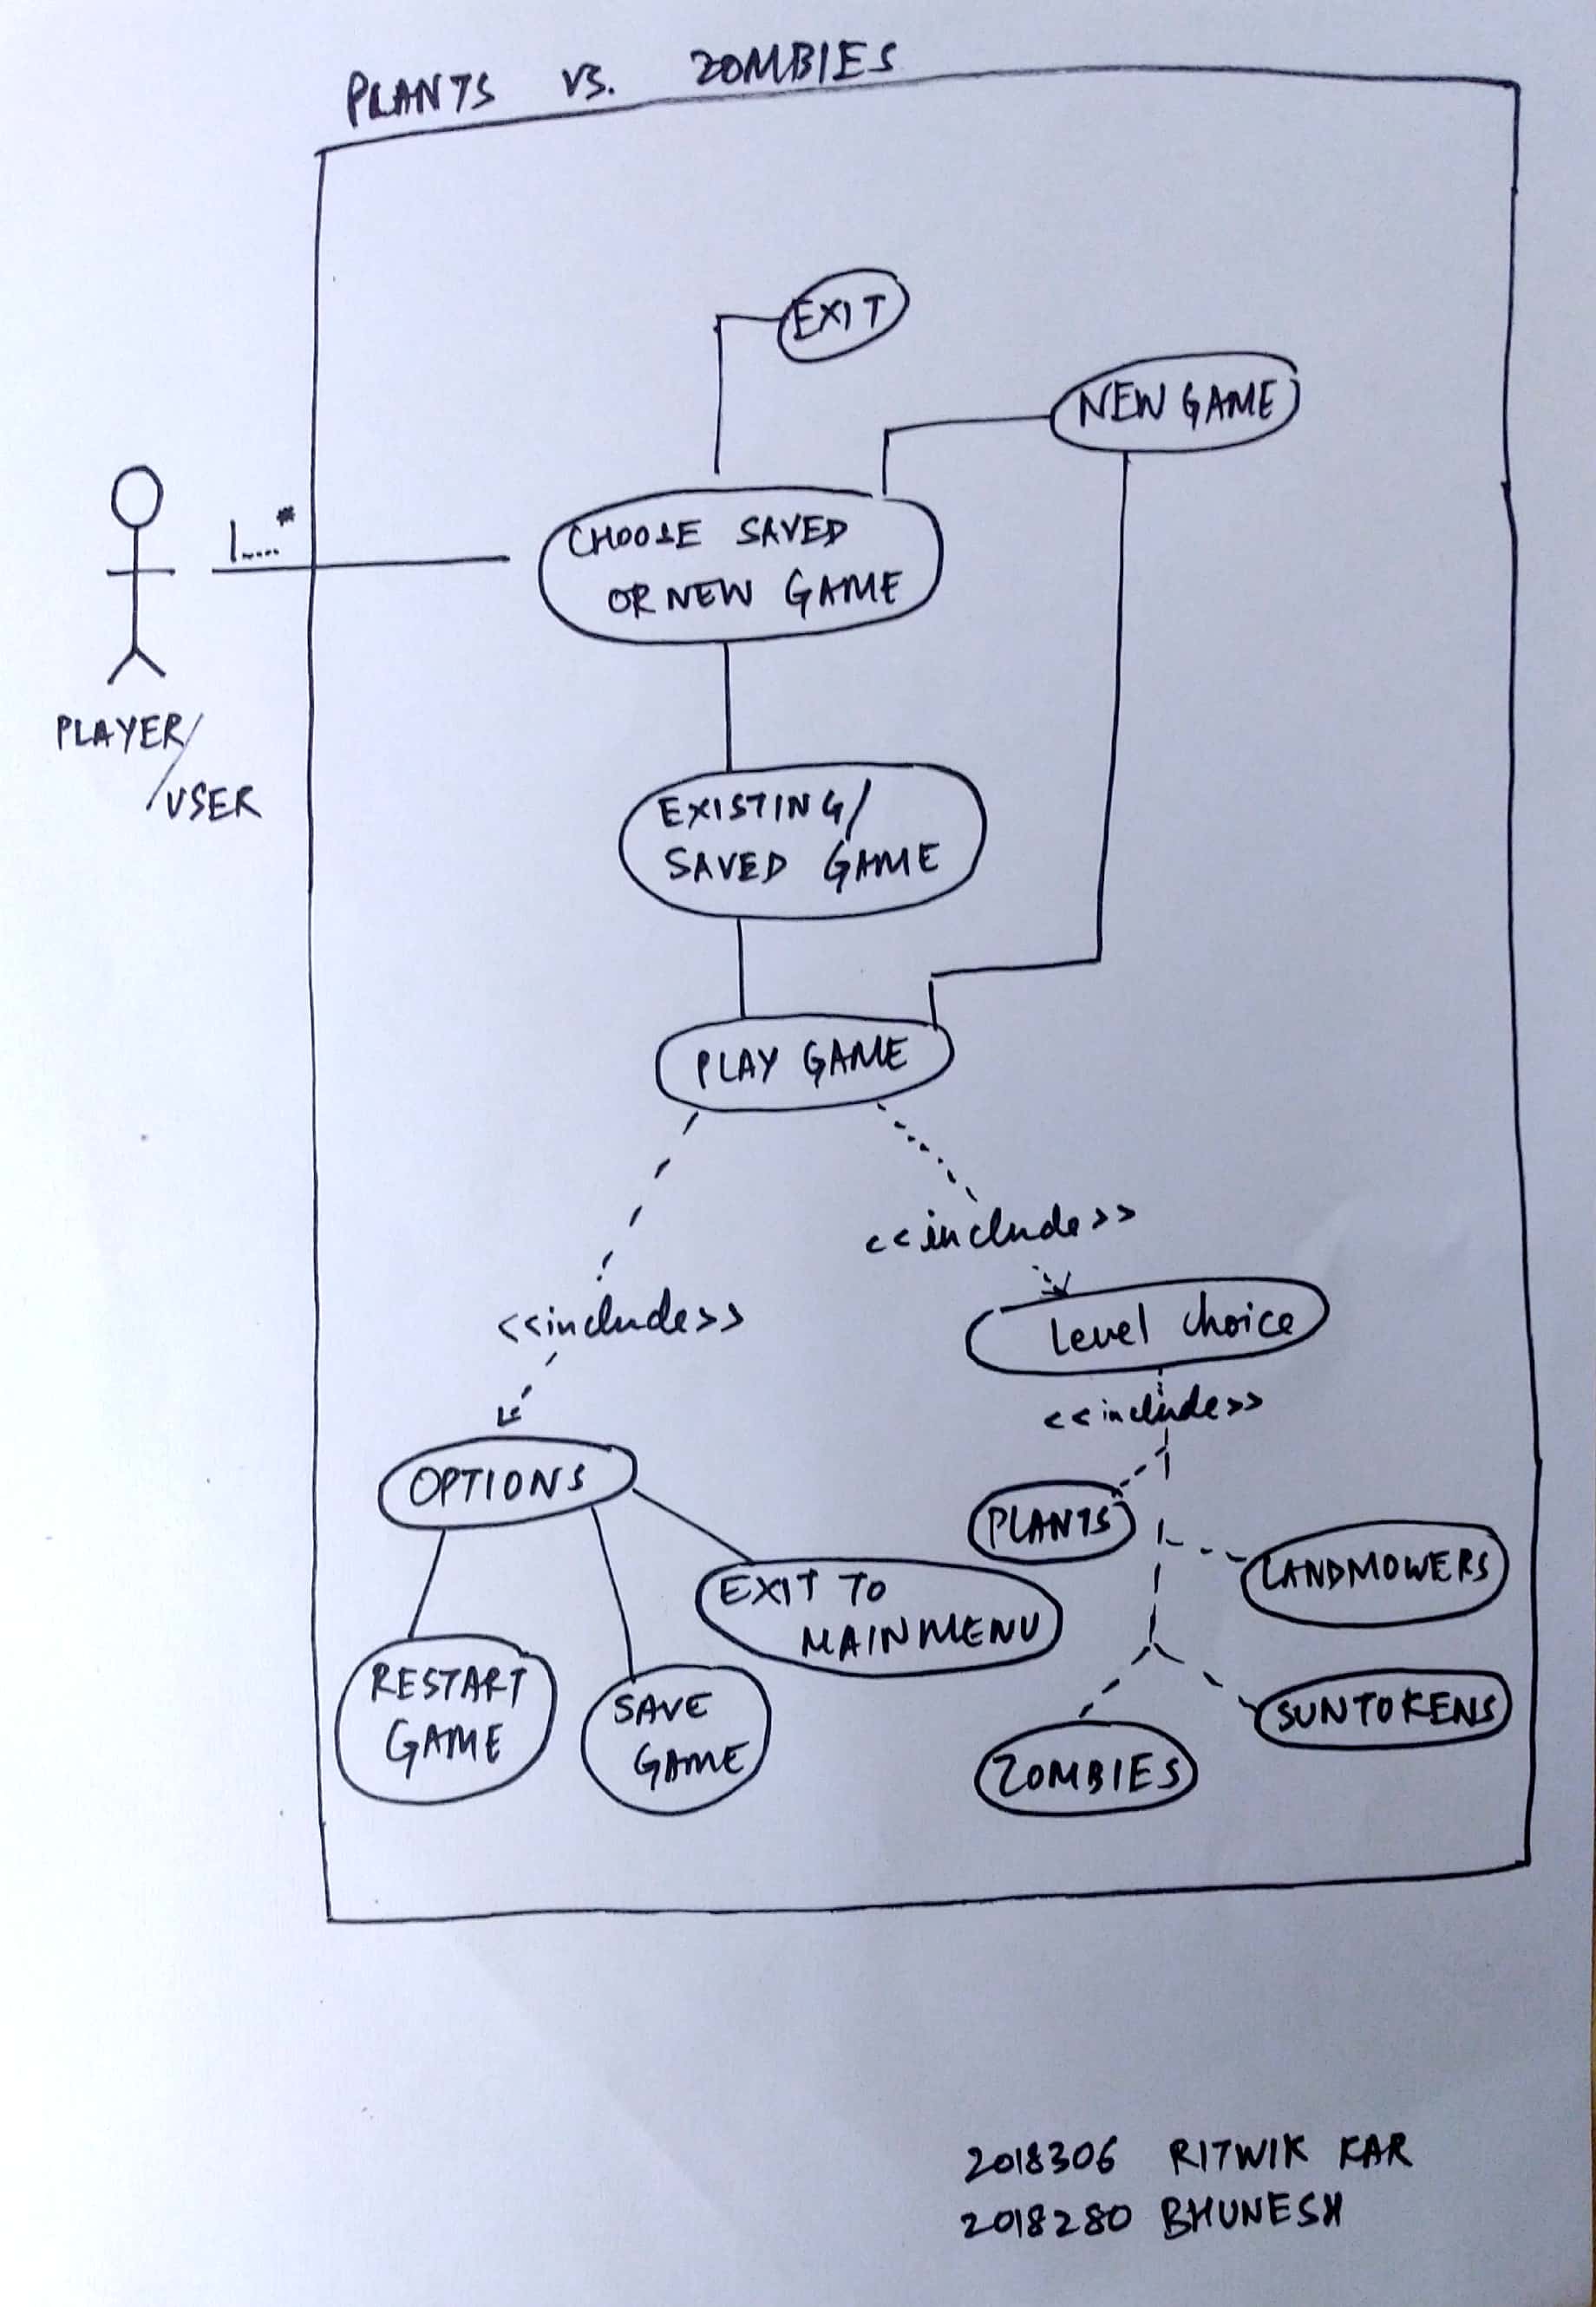 PLANTS VS. ZOMBIES
EXIT
NEW GAME
1....*
CHOOSE SAVED
OR NEW GAME
PLAYER/
/USER
EXISTING/
SAVED GAME
PLAY GAME
<<include>>
<<include>>
Level choice
<<include>>
OPTIONS
PLANTS
LANDMOWERS
EXIT TO
MAINMENU
RESTART
GAME
SAVE
GAME
SUNTOKENS
ZOMBIES
2018306 RITWIK KAR
2018280 BHUNESH